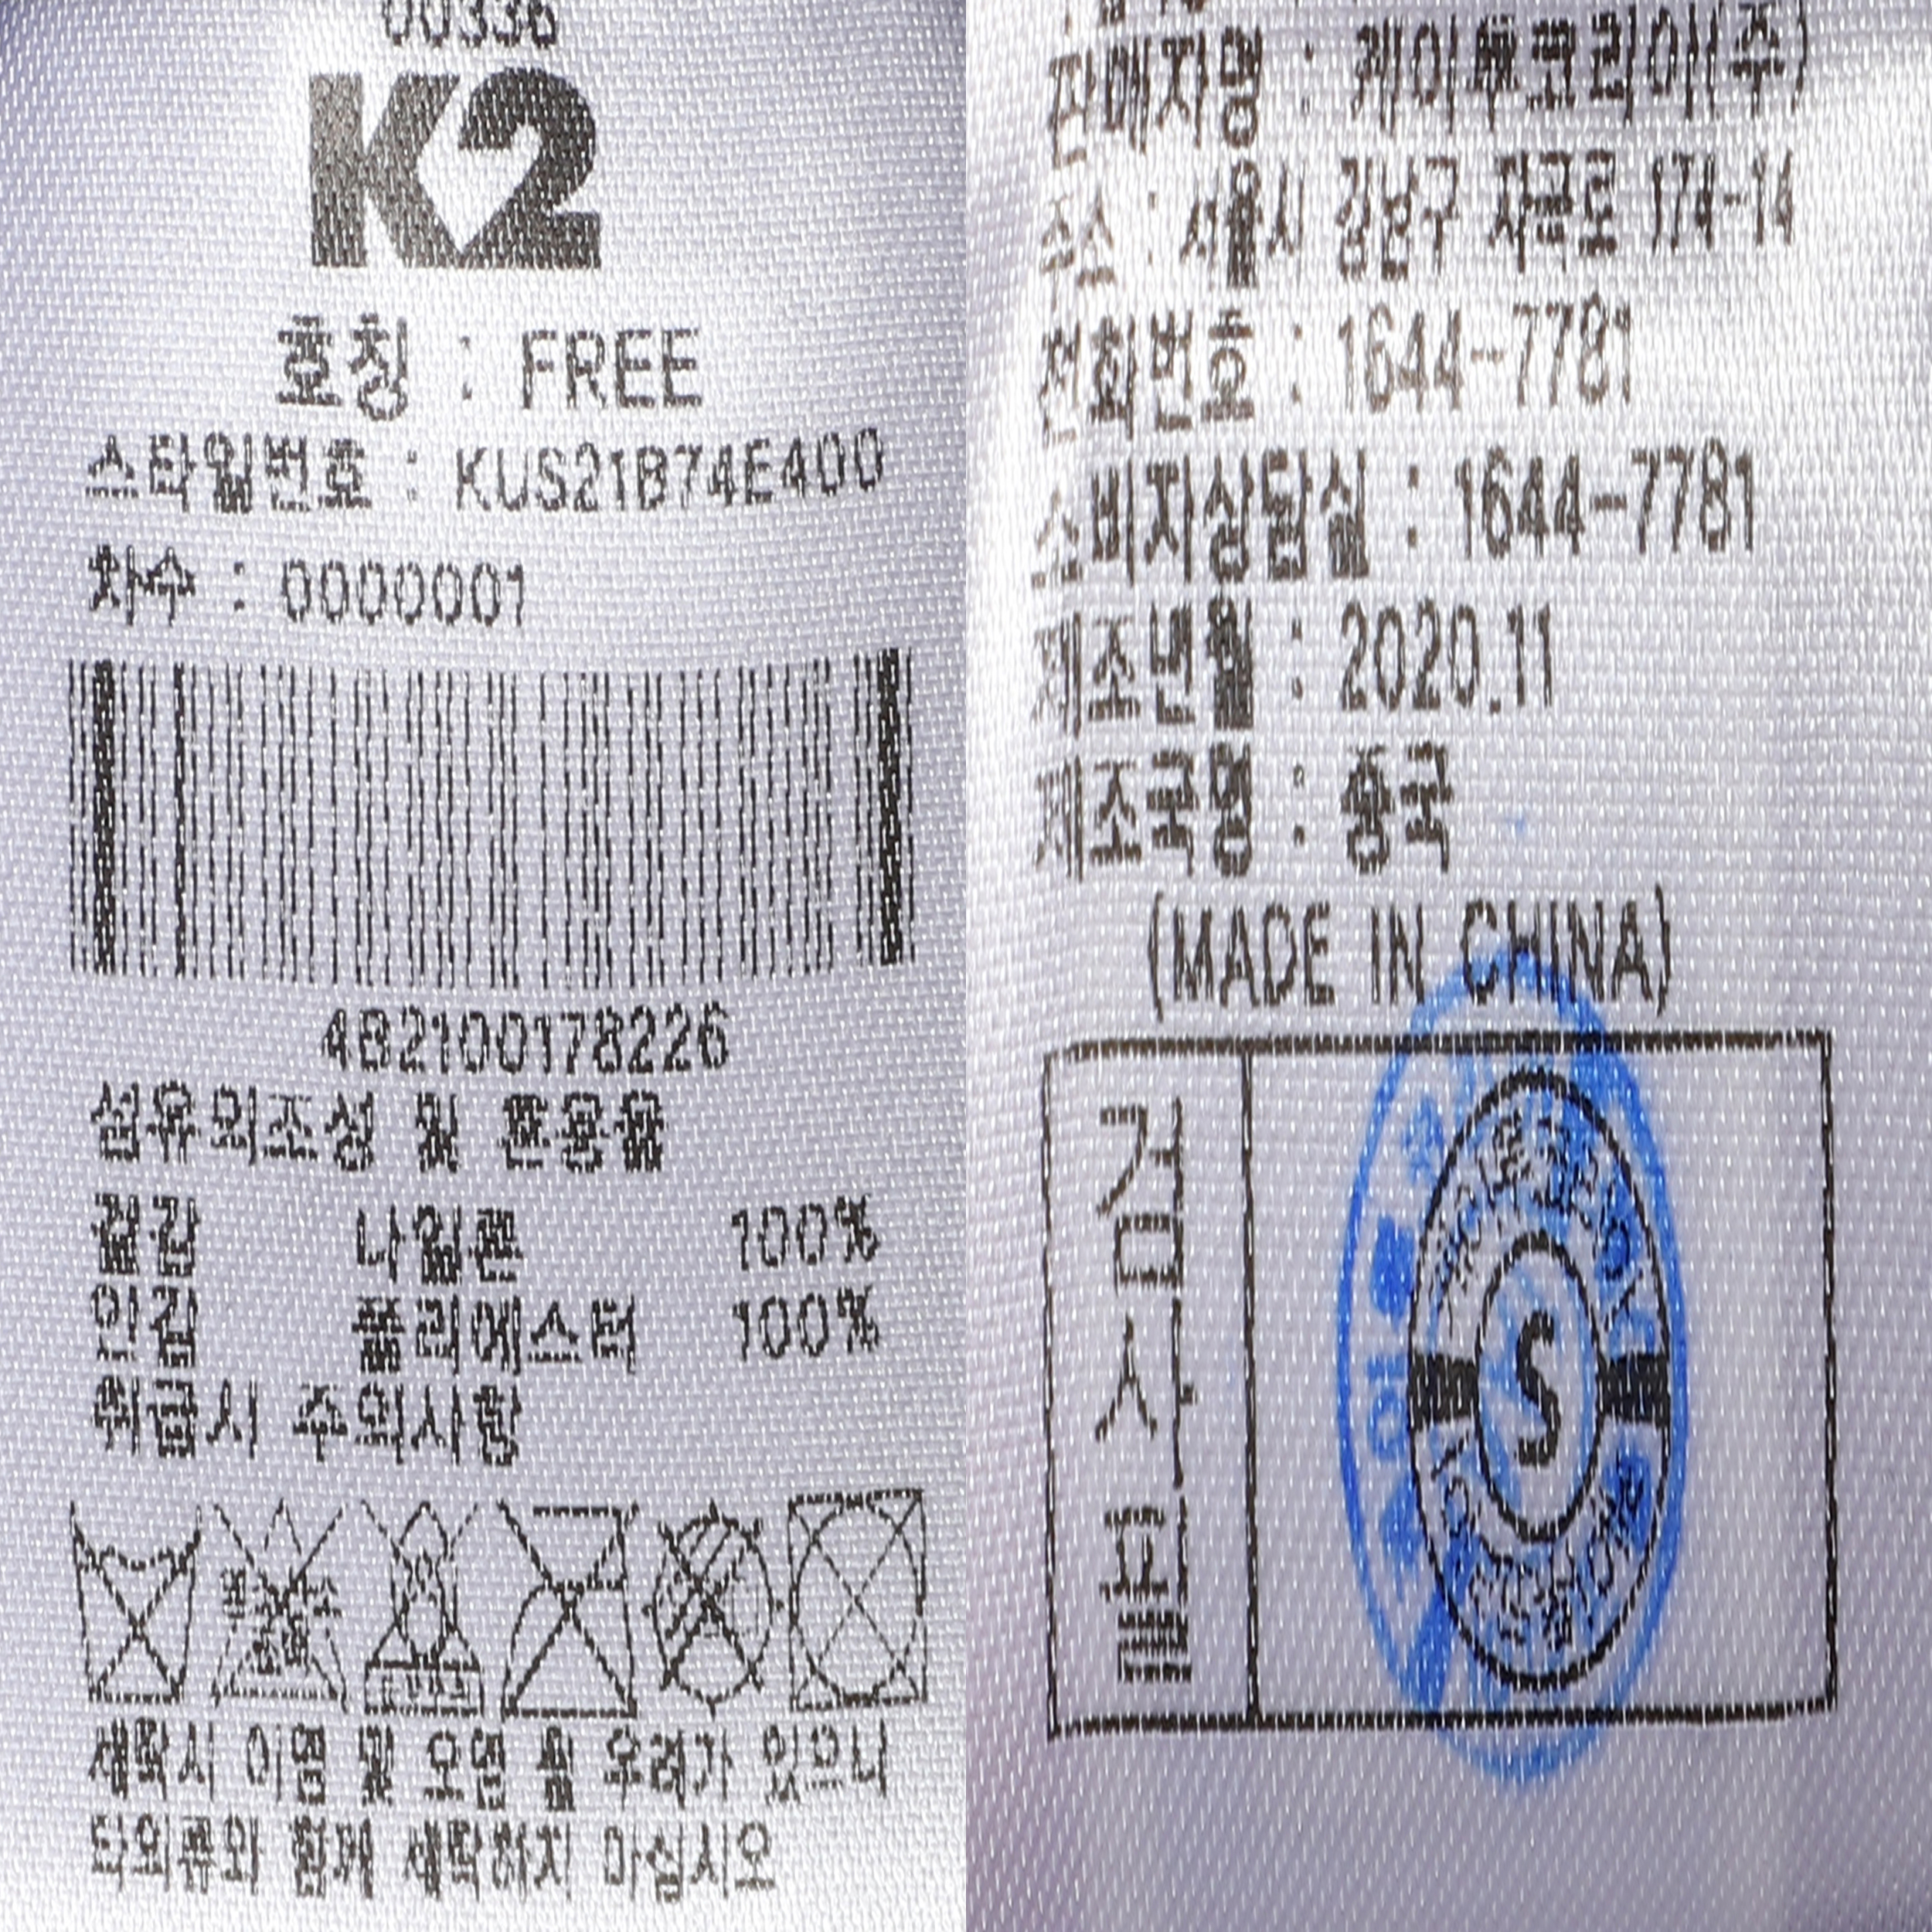 00336
K2
호칭 : FREE
스타일번호 : KUS21B74E400
차수 : 0000001
4B2100178226
섬유의조성 및 혼용율
겉감 나일론 100%
안감 폴리에스터 100%
취급시 주의사항
세탁시 이염 및 오염 될 우려가 있으니
타의류와 함께 세탁하지 마십시오
판매자명 : 케이투코리아(주)
주소 : 서울시 강남구 자곡로 174-14
전화번호 : 1644-7781
소비자상담실 : 1644-7781
제조년월 : 2020.11
제조국명 : 중국
(MADE IN CHINA)
검사필
S